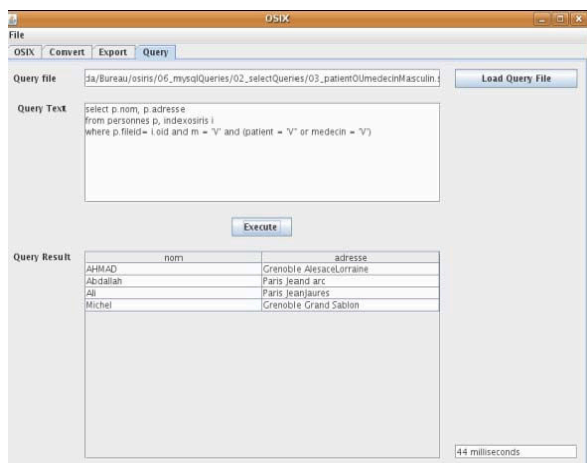 OSIX
File
OSIX Convert Export Query
Query file da/Bureau/osiris/06_mysqlQueries/02_selectQueries/03_patientOUmedecinMasculin.s Load Query File
Query Text
select p.nom, p.adresse
from personnes p, indexosiris i
where p.fileid= i.oid and m = 'V' and (patient = 'V' or medecin = 'V')
Execute
Query Result
nom adresse
AHMAD Grenoble AlesaceLorraine
Abdallah Paris Jeand arc
Ali Paris JeanJaures
Michel Grenoble Grand Sablon
44 milliseconds